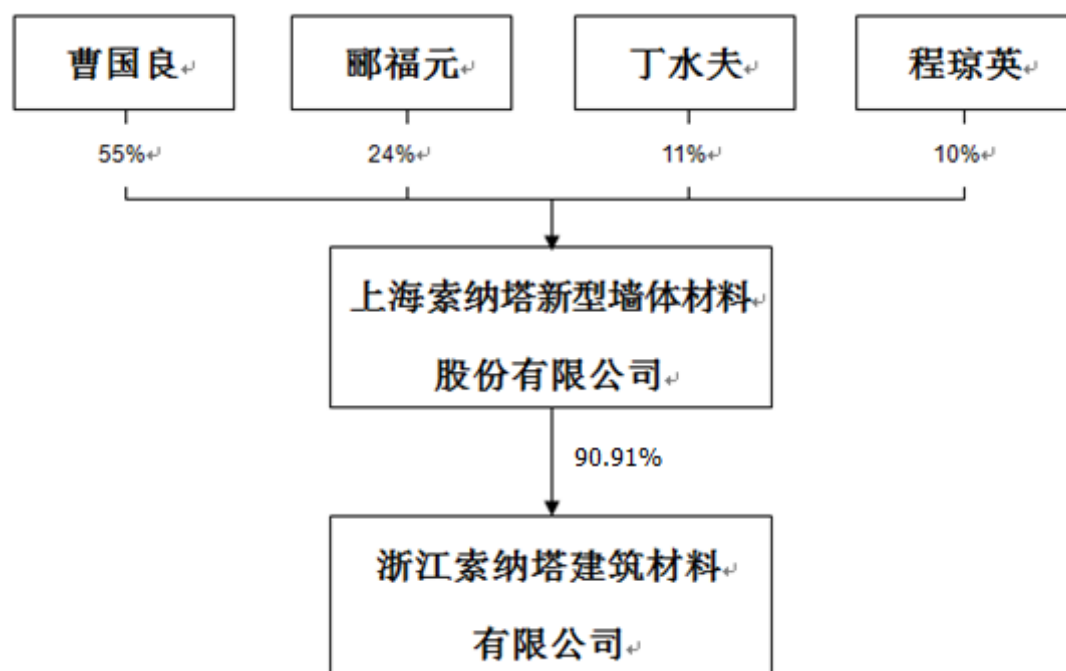 曹国良
郦福元
丁水夫
程琼英
55%
24%
11%
10%
上海索纳塔新型墙体材料
股份有限公司
90.91%
浙江索纳塔建筑材料
有限公司